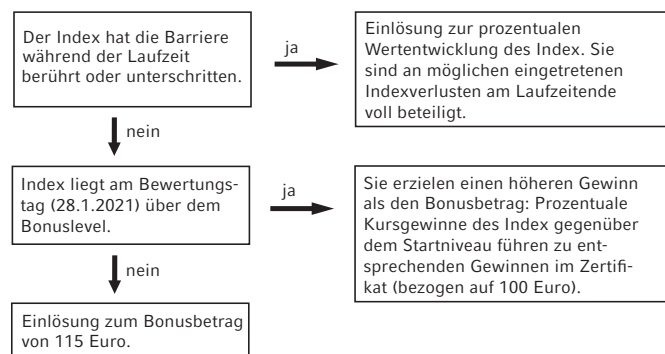 Der Index hat die Barriere
während der Laufzeit
berührt oder unterschritten.
ja
Einlösung zur prozentualen
Wertentwicklung des Index. Sie
sind an möglichen eingetretenen
Indexverlusten am Laufzeitende
voll beteiligt.
nein
Index liegt am Bewertungs-
tag (28.1.2021) über dem
Bonuslevel.
ja
Sie erzielen einen höheren Gewinn
als den Bonusbetrag: Prozentuale
Kursgewinne des Index gegenüber
dem Startniveau führen zu ent-
sprechenden Gewinnen im Zertifi-
kat (bezogen auf 100 Euro).
nein
Einlösung zum Bonusbetrag
von 115 Euro.